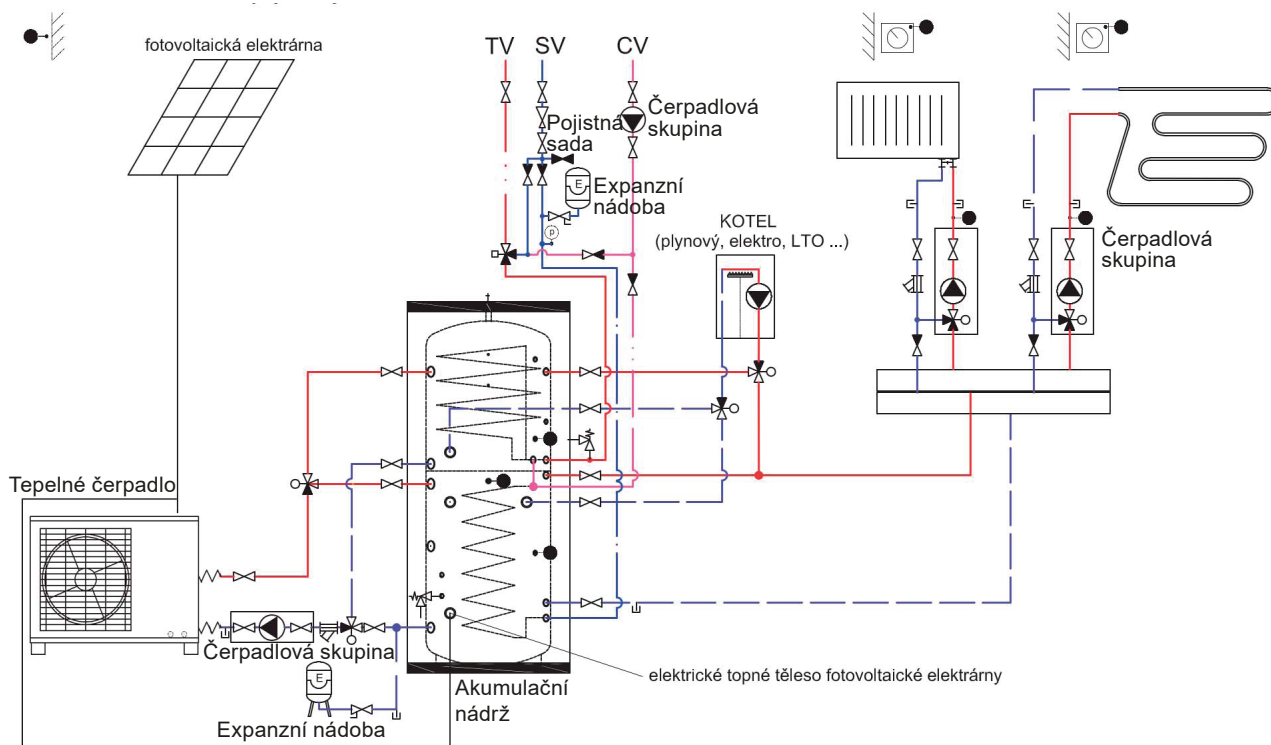 fotovoltaická elektrárna
TV SV CV
Čerpadlová
skupina
Pojistná
sada
E
Expanzní
nádoba
p
KOTEL
(plynový, elektro, LTO ...)
Čerpadlová
skupina
Tepelné čerpadlo
Čerpadlová skupina
E
Expanzní nádoba
Akumulační
nádrž
elektrické topné těleso fotovoltaické elektrárny